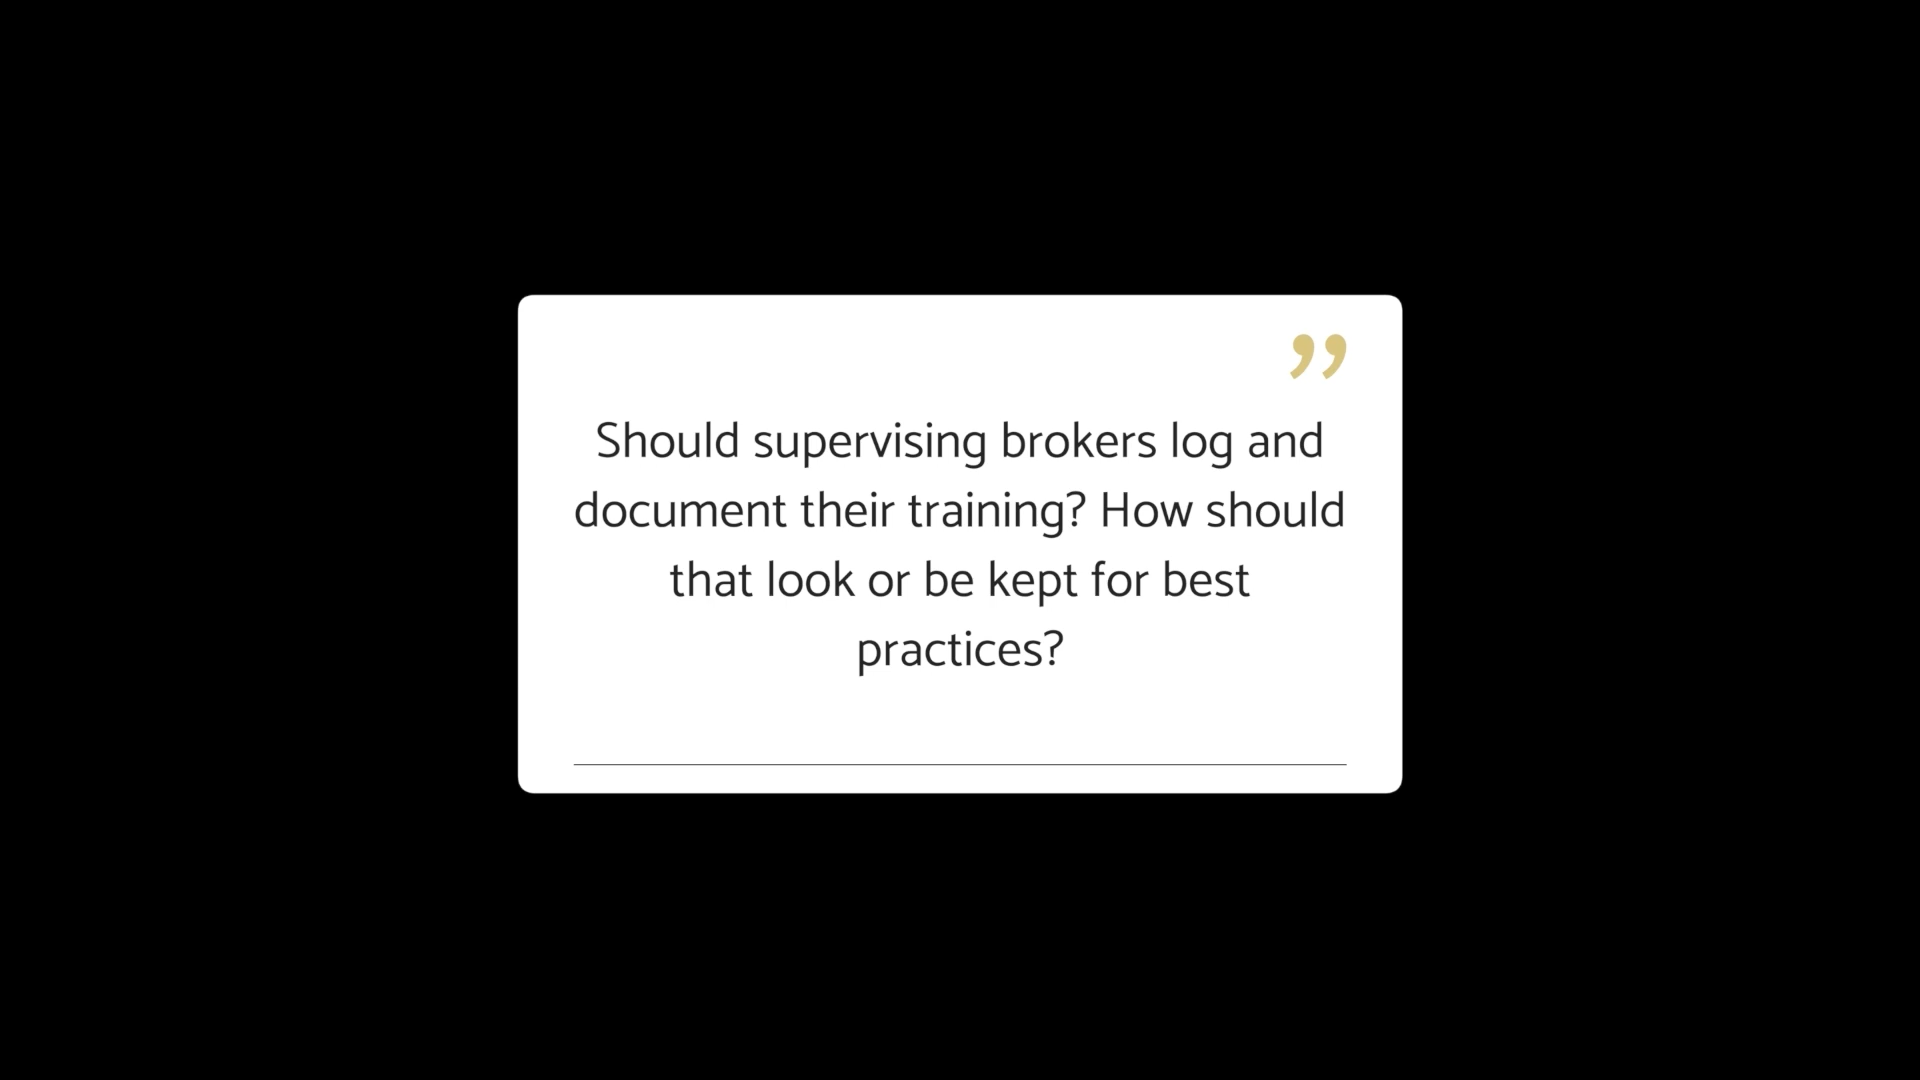 ”
Should supervising brokers log and
document their training? How should
that look or be kept for best
practices?